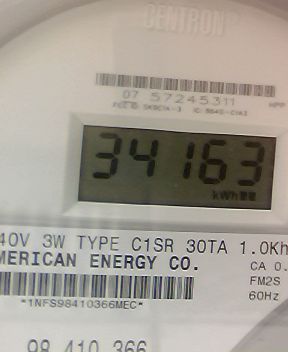 CENTRON
07 57245311
34163
kWh
40V 3W TYPE C1SR 30TA 1.0Kh
MERICAN ENERGY CO.
CA 0.
FM2S
*1NFS98410366MEC*
60Hz
98 410 366